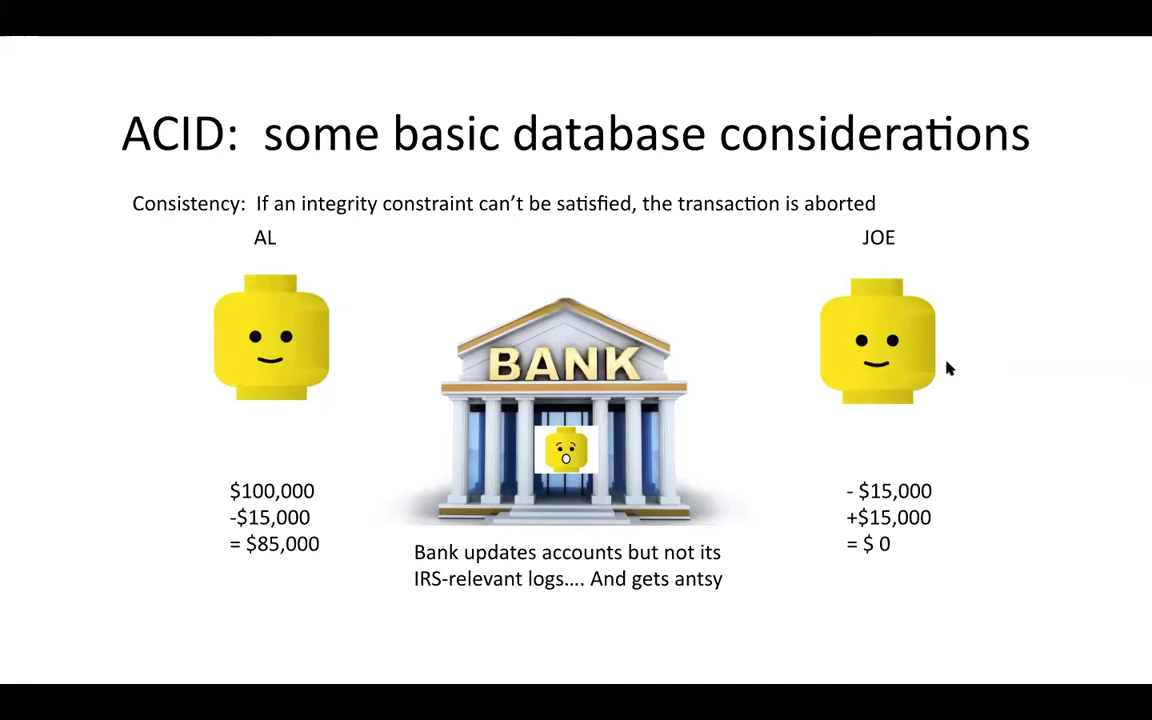 ACID: some basic database considerations
Consistency: If an integrity constraint can't be satisfied, the transaction is aborted
AL
JOE
BANK
$100,000
-$15,000
= $85,000
- $15,000
+$15,000
= $ 0
Bank updates accounts but not its
IRS-relevant logs.... And gets antsy